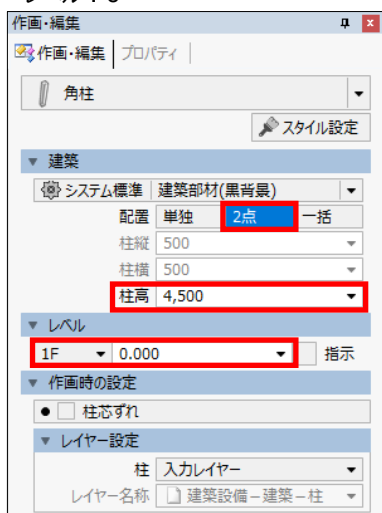 作画・編集
作画・編集 プロパティ
角柱
スタイル設定
建築
システム標準 建築部材(黒背景)
配置 単独 2点 一括
柱縦 500
柱横 500
柱高 4,500
レベル
1F 0.000 指示
作画時の設定
柱芯ずれ
レイヤー設定
柱 入力レイヤー
レイヤー名称 建築設備-建築-柱